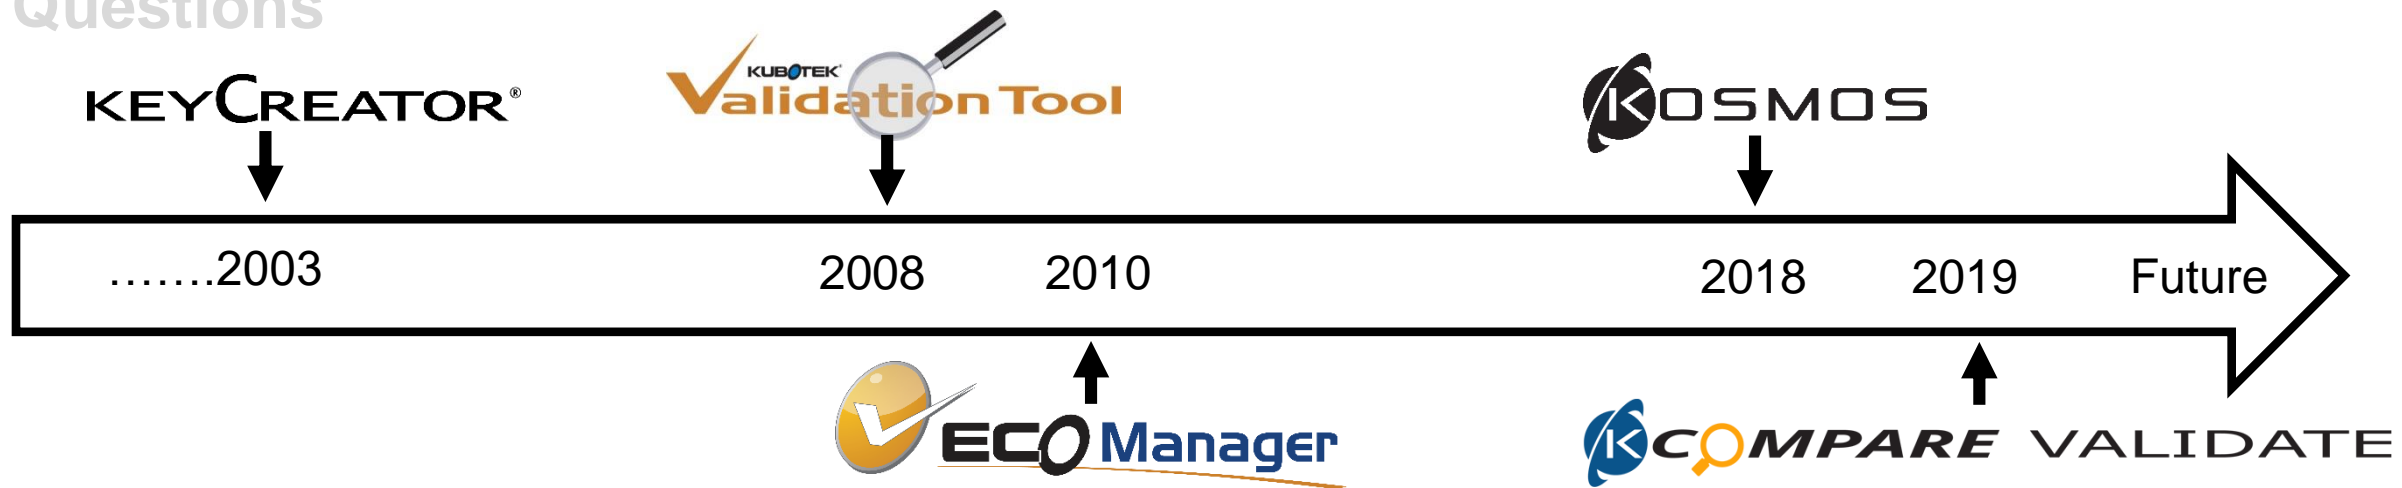 Questions
KEYCREATOR®
KUBOTEK
Validation Tool
KOSMOS
.......2003
2008
2010
2018
2019
Future
ECO Manager
KCOMPARE VALIDATE